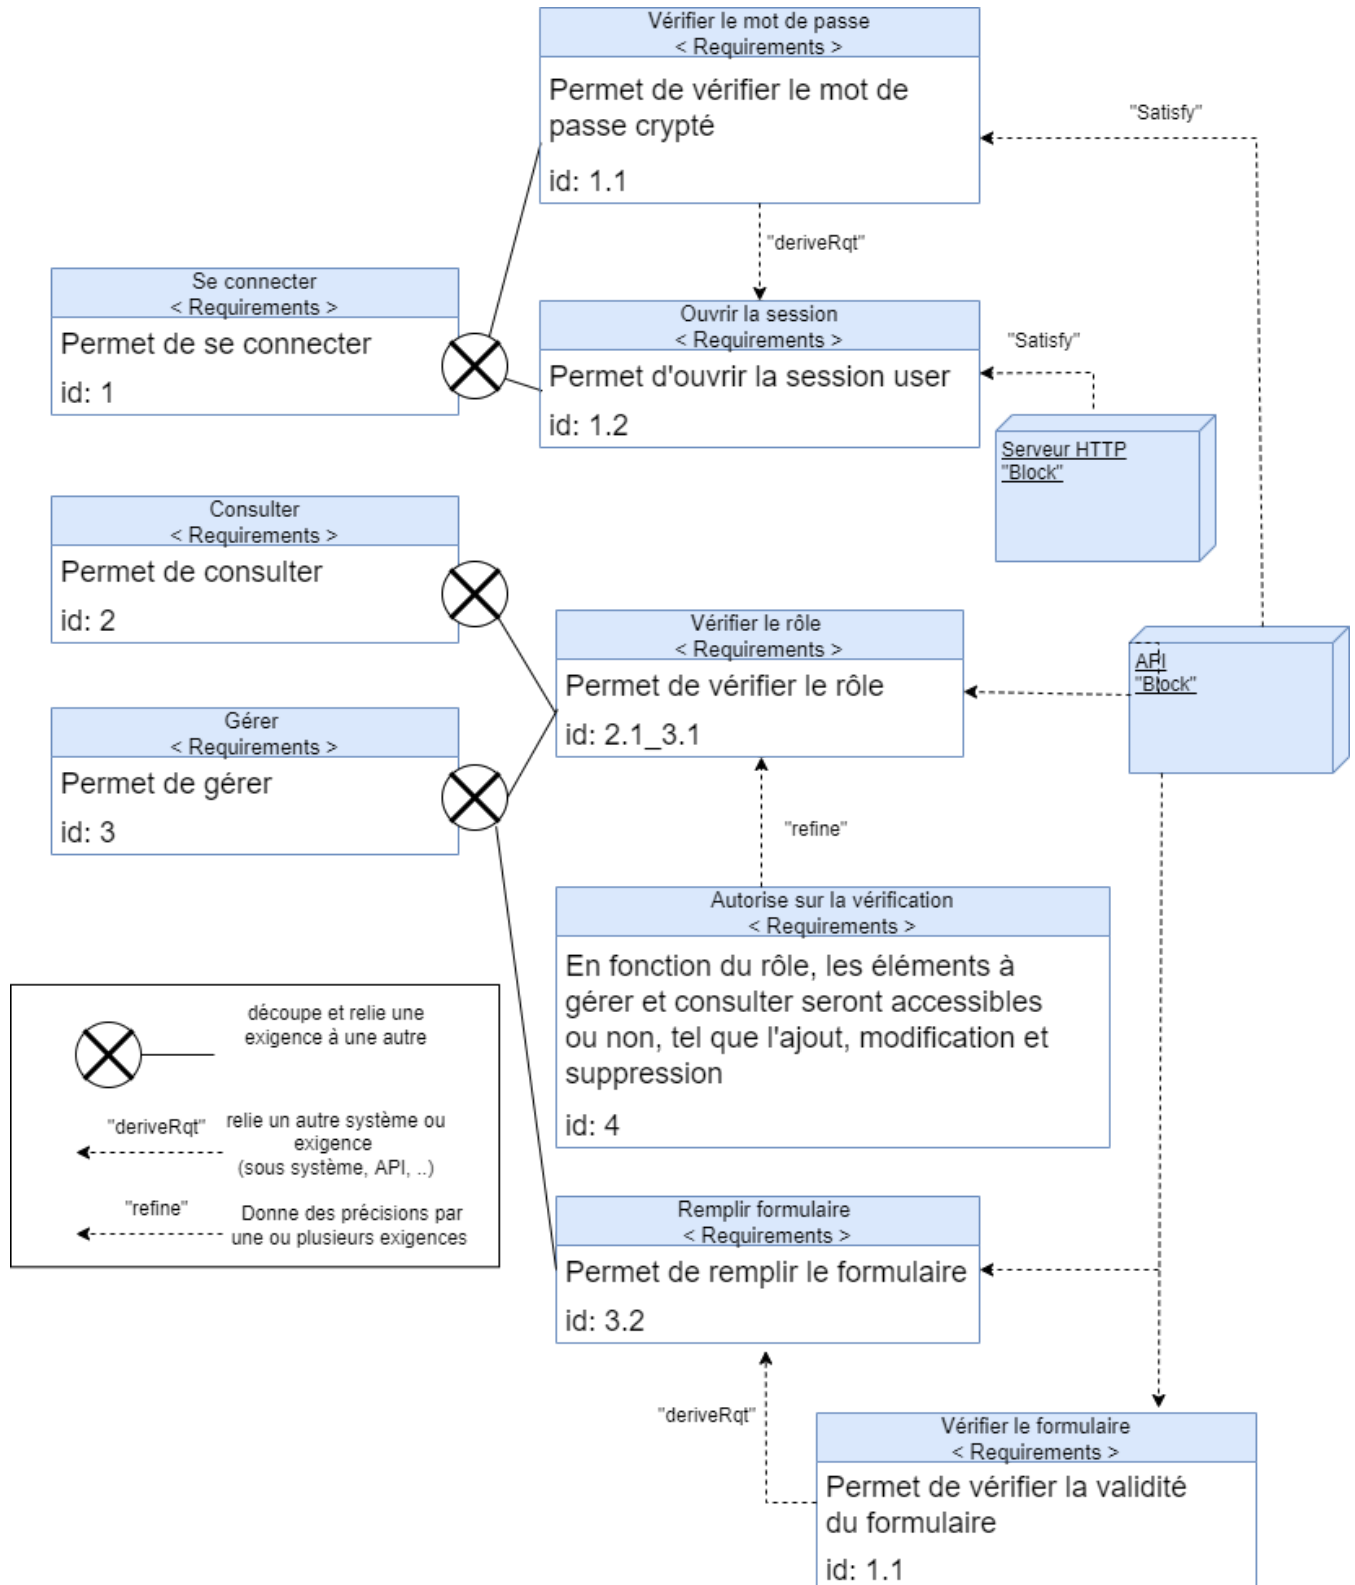 Vérifier le mot de passe
< Requirements >
Permet de vérifier le mot de
passe crypté
id: 1.1
"Satisfy"
"deriveRqt"
Se connecter
< Requirements >
Permet de se connecter
id: 1
Ouvrir la session
< Requirements >
Permet d'ouvrir la session user
id: 1.2
"Satisfy"
Serveur HTTP
"Block"
Consulter
< Requirements >
Permet de consulter
id: 2
Vérifier le rôle
< Requirements >
Permet de vérifier le rôle
id: 2.1_3.1
API
"Block"
Gérer
< Requirements >
Permet de gérer
id: 3
"refine"
Autorise sur la vérification
< Requirements >
En fonction du rôle, les éléments à
gérer et consulter seront accessibles
ou non, tel que l'ajout, modification et
suppression
id: 4
découpe et relie une
exigence à une autre
"deriveRqt"
relie un autre système ou
exigence
(sous système, API, ..)
"refine"
Donne des précisions par
une ou plusieurs exigences
Remplir formulaire
< Requirements >
Permet de remplir le formulaire
id: 3.2
"deriveRqt"
Vérifier le formulaire
< Requirements >
Permet de vérifier la validité
du formulaire
id: 1.1